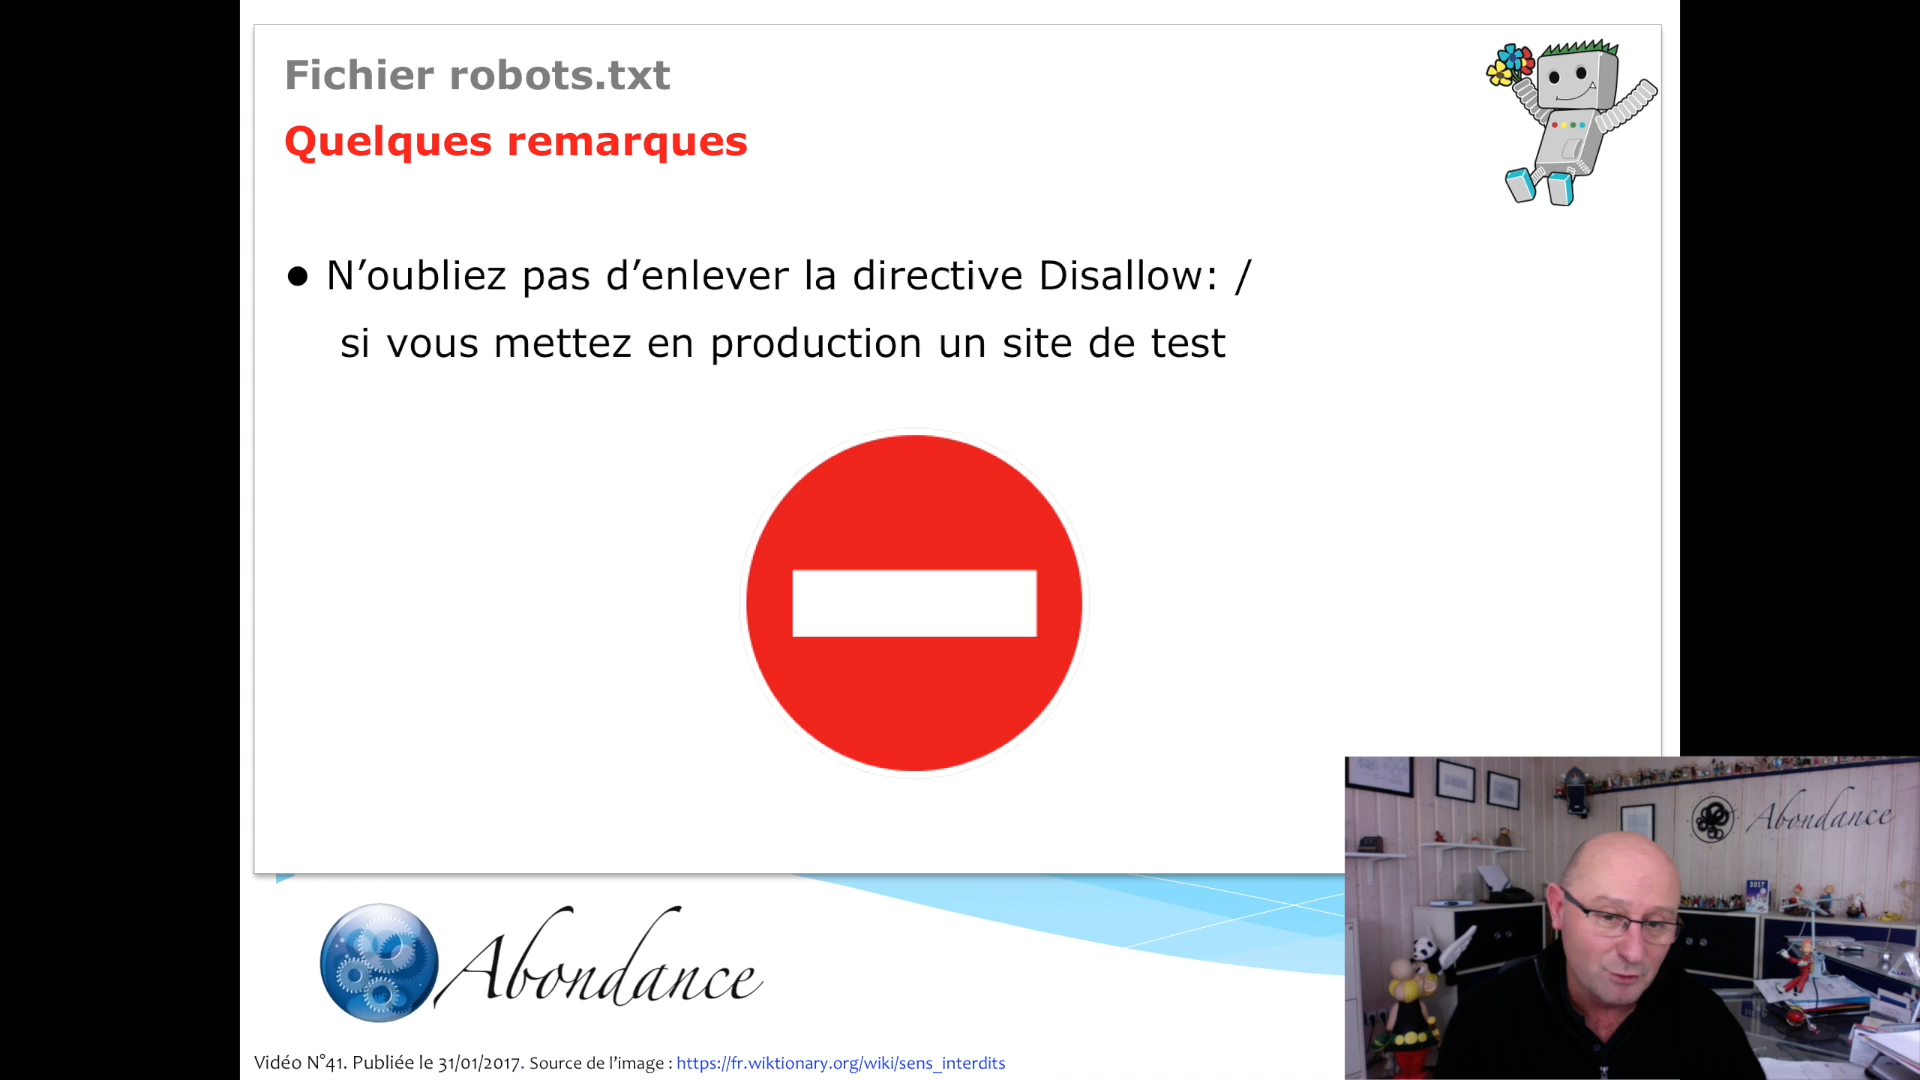 Fichier robots.txt
Quelques remarques
● N’oubliez pas d’enlever la directive Disallow: /
si vous mettez en production un site de test
Abondance
2017
Abondance
Vidéo N°41. Publiée le 31/01/2017. Source de l’image : https://fr.wiktionary.org/wiki/sens_interdits